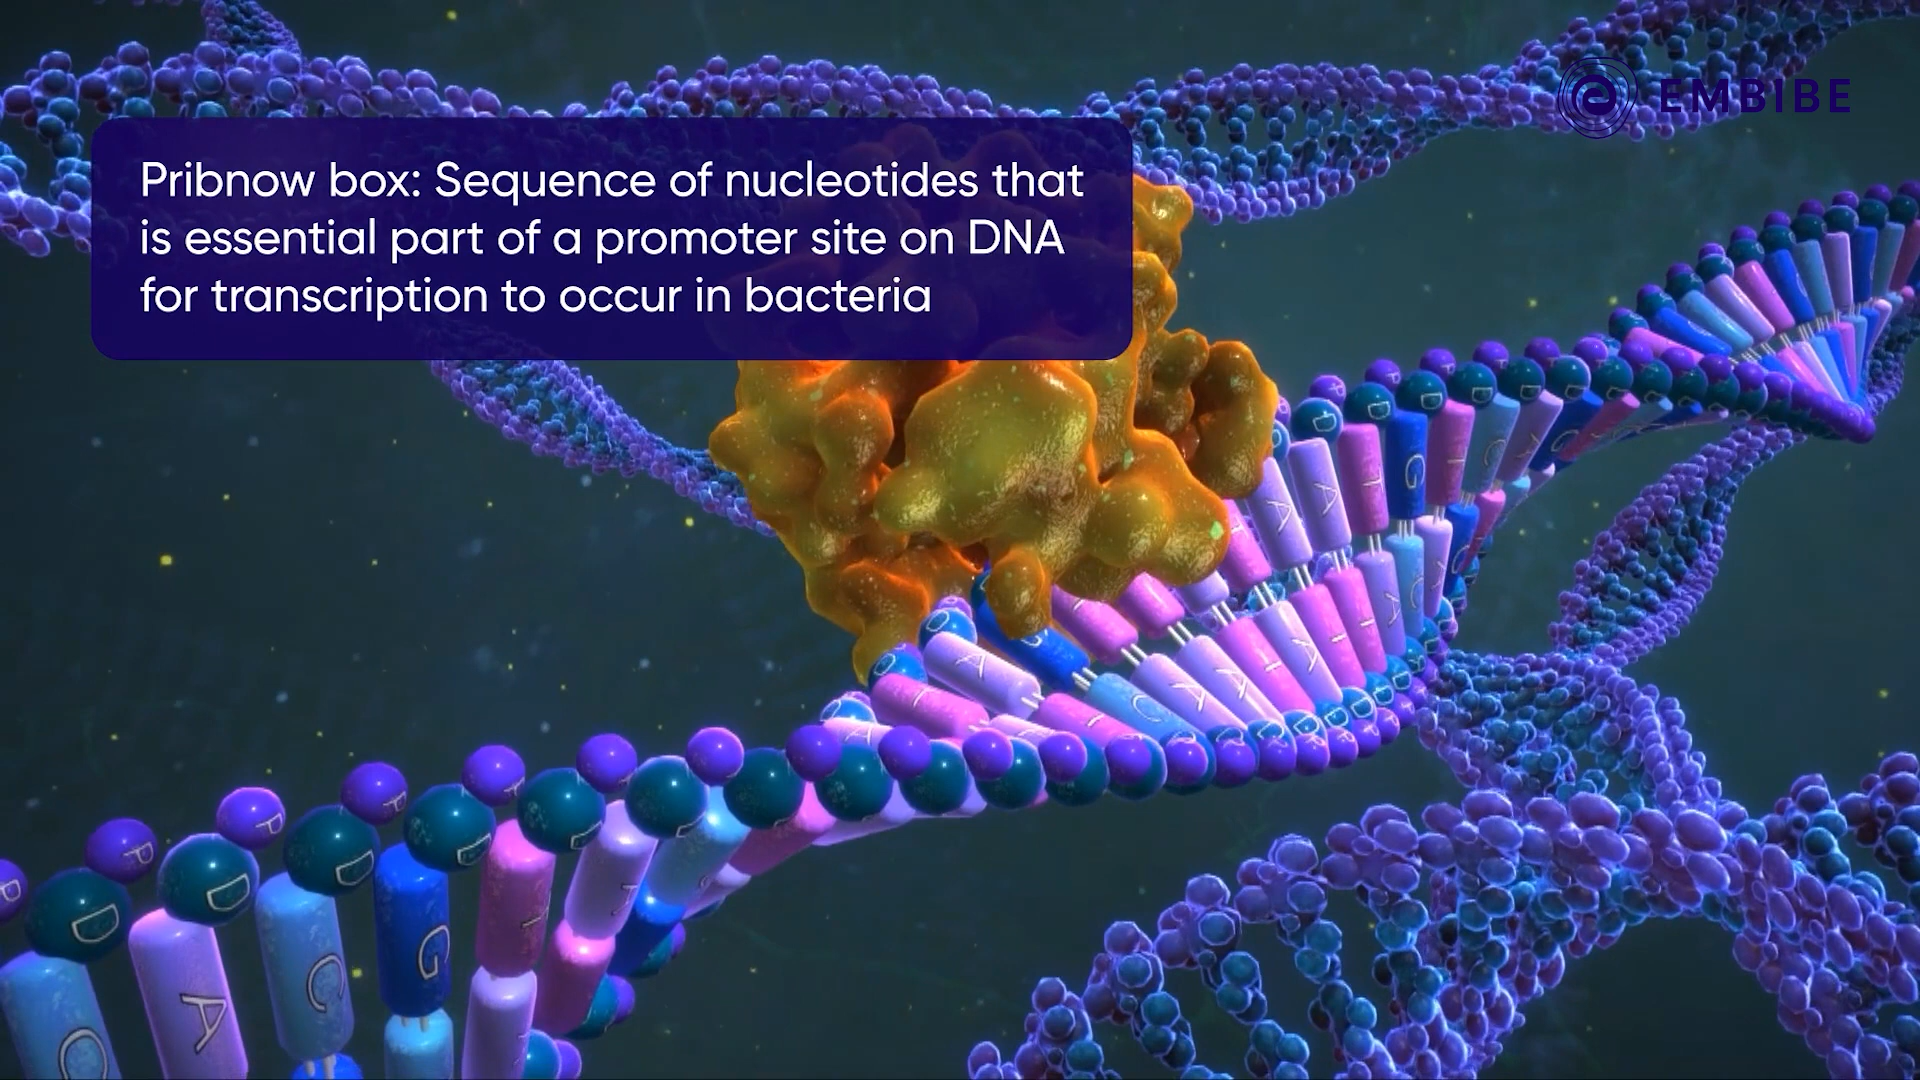 EMBIBE
Pribnow box: Sequence of nucleotides that
is essential part of a promoter site on DNA
for transcription to occur in bacteria